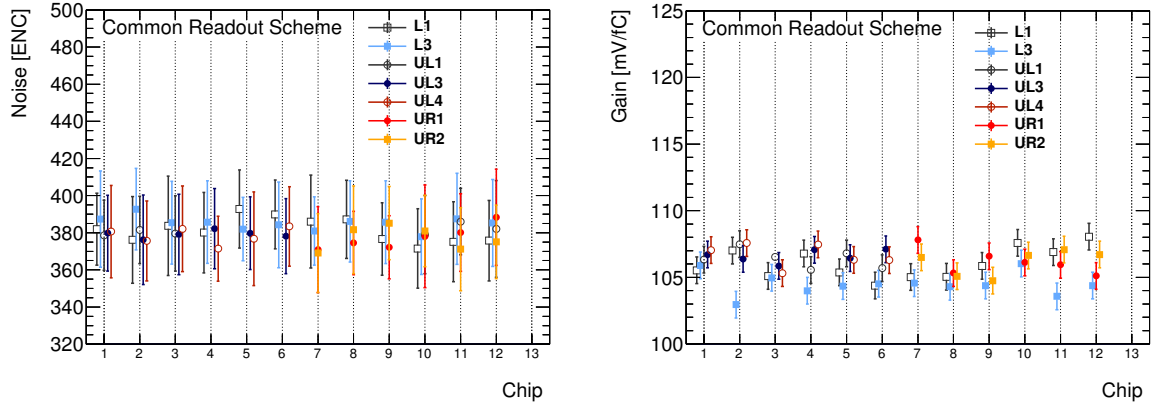 Noise [ENC]
500
480
460
440
420
400
380
360
340
320
Common Readout Scheme
L1
L3
UL1
UL3
UL4
UR1
UR2
1 2 3 4 5 6 7 8 9 10 11 12 13
Chip
Gain [mV/fC]
125
120
115
110
105
100
Common Readout Scheme
L1
L3
UL1
UL3
UL4
UR1
UR2
1 2 3 4 5 6 7 8 9 10 11 12 13
Chip